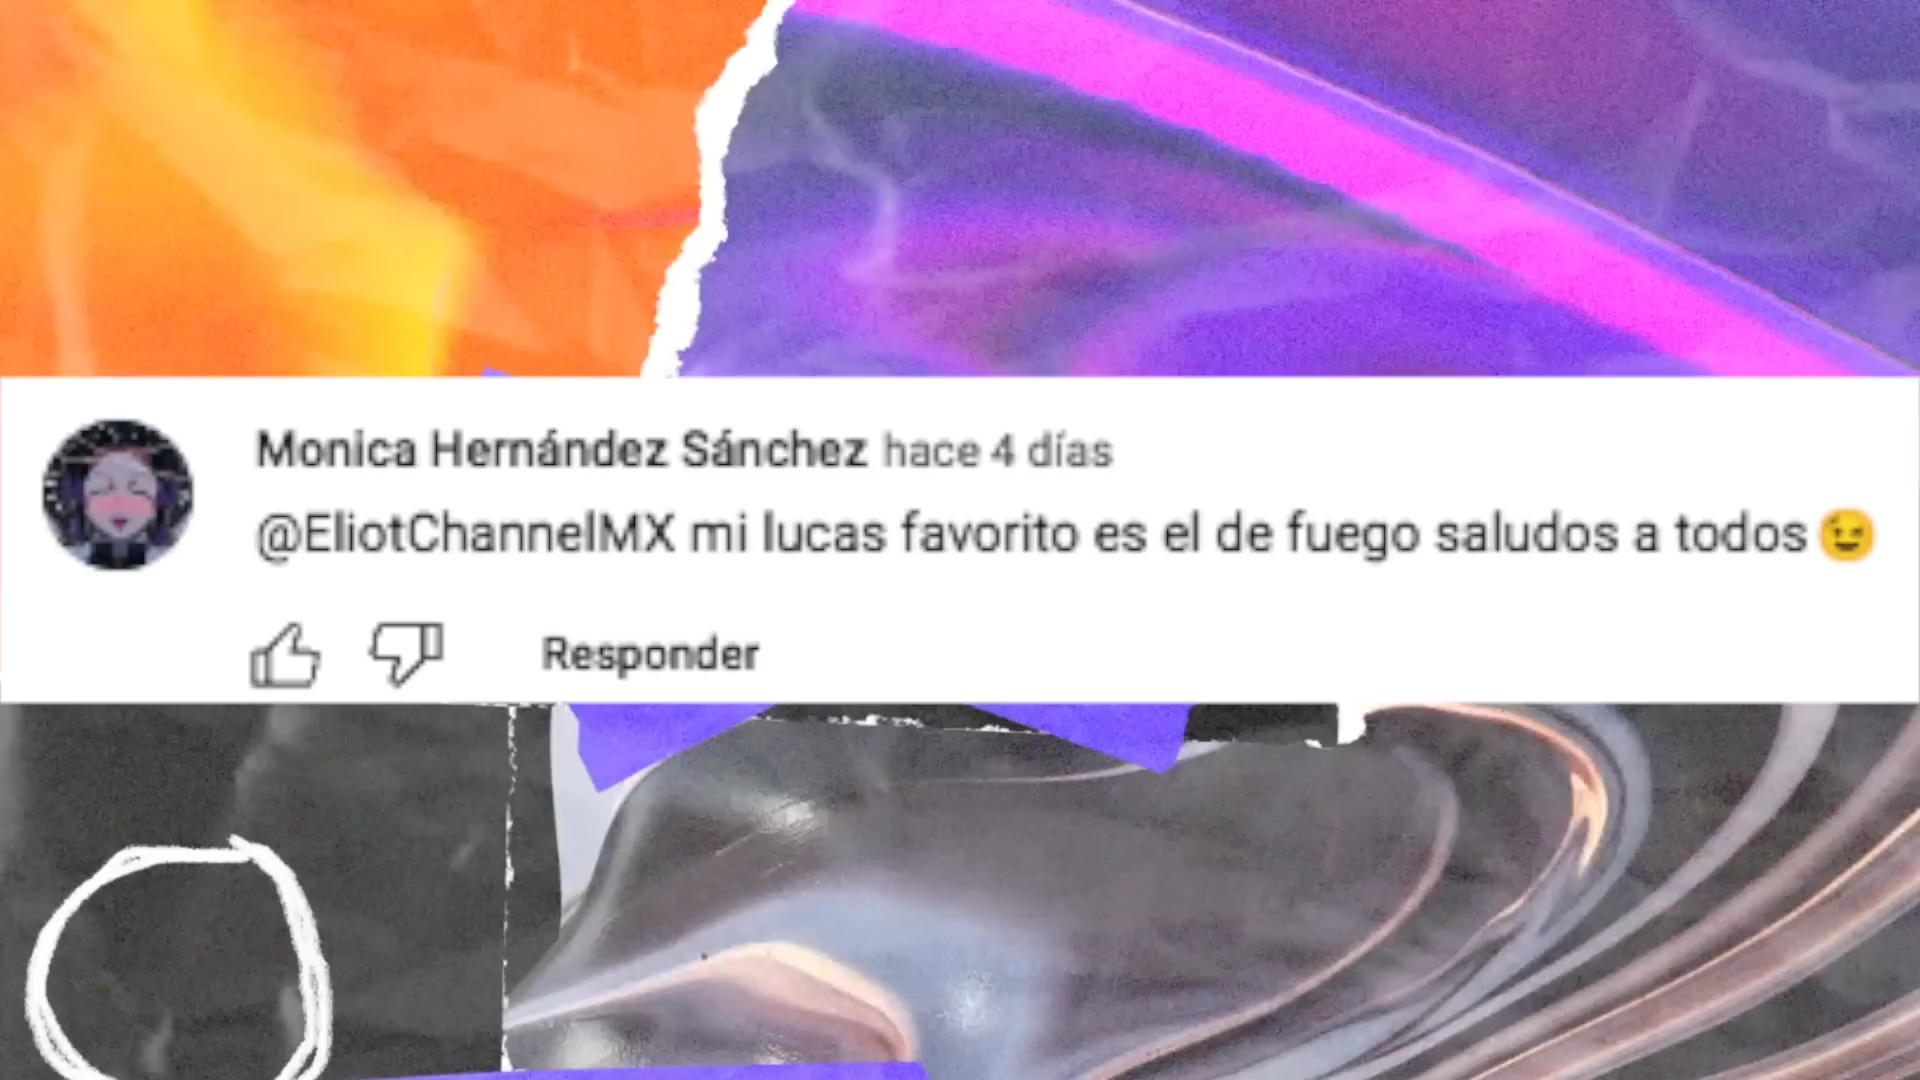 Monica Hernández Sánchez hace 4 días
@EliotChannelMX mi lucas favorito es el de fuego saludos a todos😉
Responder